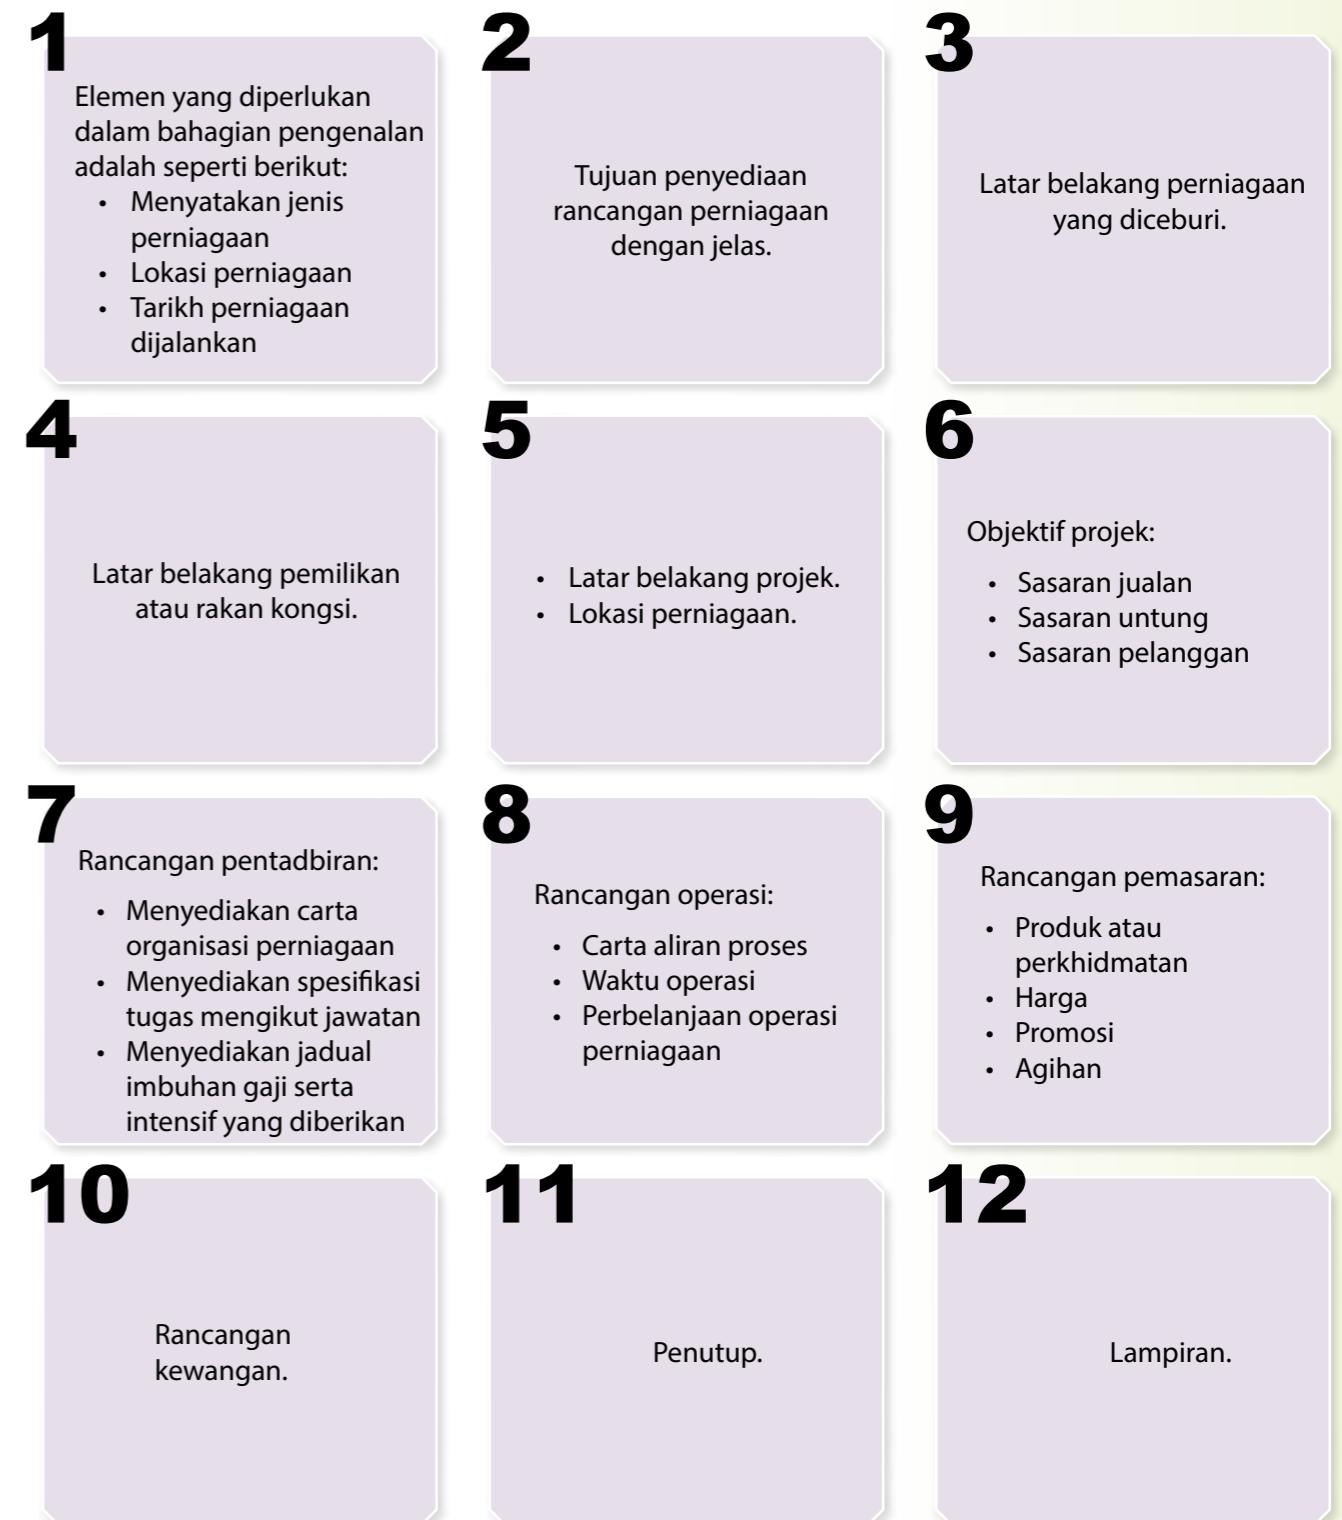 1
Elemen yang diperlukan
dalam bahagian pengenalan
adalah seperti berikut:
• Menyatakan jenis
perniagaan
• Lokasi perniagaan
• Tarikh perniagaan
dijalankan
2
Tujuan penyediaan
rancangan perniagaan
dengan jelas.
3
Latar belakang perniagaan
yang diceburi.
4
Latar belakang pemilikan
atau rakan kongsi.
5
• Latar belakang projek.
• Lokasi perniagaan.
6
Objektif projek:
• Sasaran jualan
• Sasaran untung
• Sasaran pelanggan
7
Rancangan pentadbiran:
• Menyediakan carta
organisasi perniagaan
• Menyediakan spesifikasi
tugas mengikut jawatan
• Menyediakan jadual
imbuhan gaji serta
intensif yang diberikan
8
Rancangan operasi:
• Carta aliran proses
• Waktu operasi
• Perbelanjaan operasi
perniagaan
9
Rancangan pemasaran:
• Produk atau
perkhidmatan
• Harga
• Promosi
• Agihan
10
Rancangan
kewangan.
11
Penutup.
12
Lampiran.